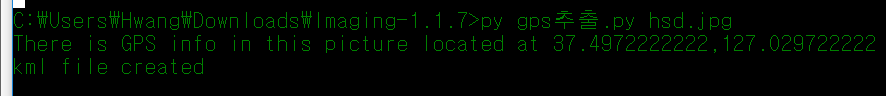 C:₩Users₩Hwang₩Downloads₩Imaging-1.1.7>py gps추출.py hsd.jpg
There is GPS info in this picture located at 37.4972222222,127.029722222
kml file created